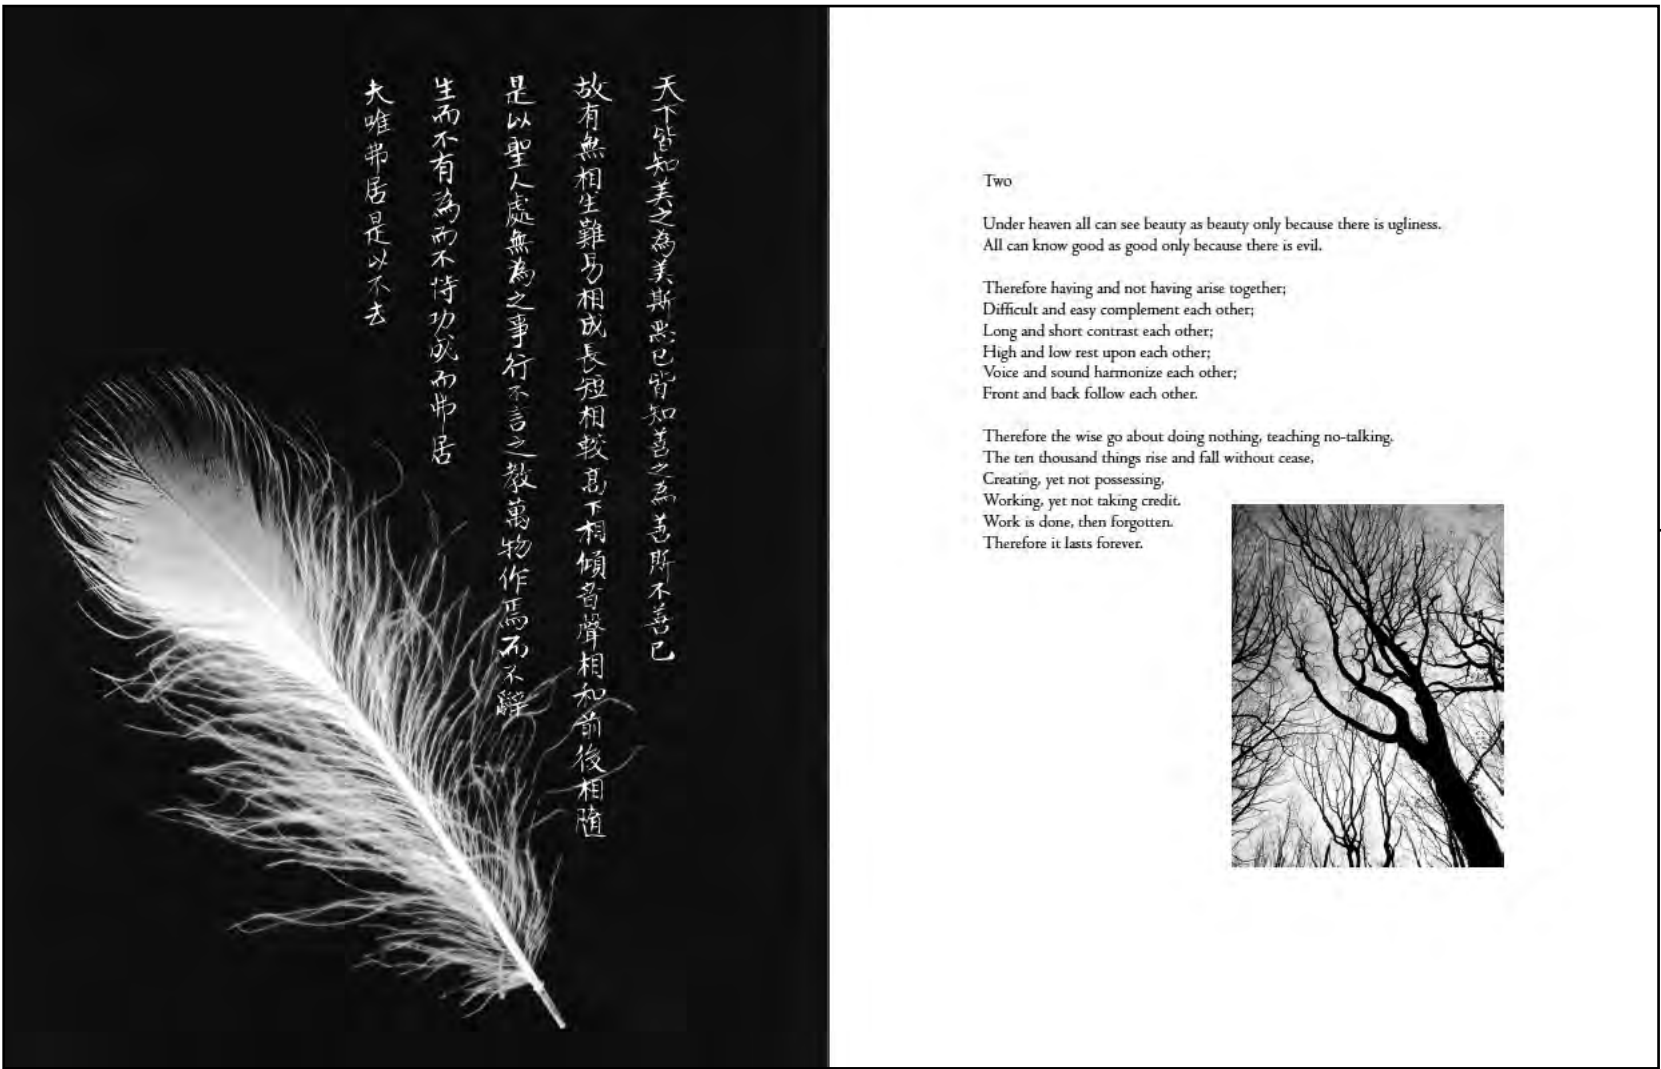 天下皆知美之為美斯惡已皆知善之為善斯不善已
故有無相生難易相成長短相較高下相傾音聲相和前後相隨
是以聖人處無為之事行不言之教萬物作焉而不辭
生而不有為而不恃功成而弗居
夫唯弗居是以不去
Two
Under heaven all can see beauty as beauty only because there is ugliness.
All can know good as good only because there is evil.
Therefore having and not having arise together;
Difficult and easy complement each other;
Long and short contrast each other;
High and low rest upon each other;
Voice and sound harmonize each other;
Front and back follow each other.
Therefore the wise go about doing nothing, teaching no-talking.
The ten thousand things rise and fall without cease,
Creating, yet not possessing,
Working, yet not taking credit.
Work is done, then forgotten.
Therefore it lasts forever.